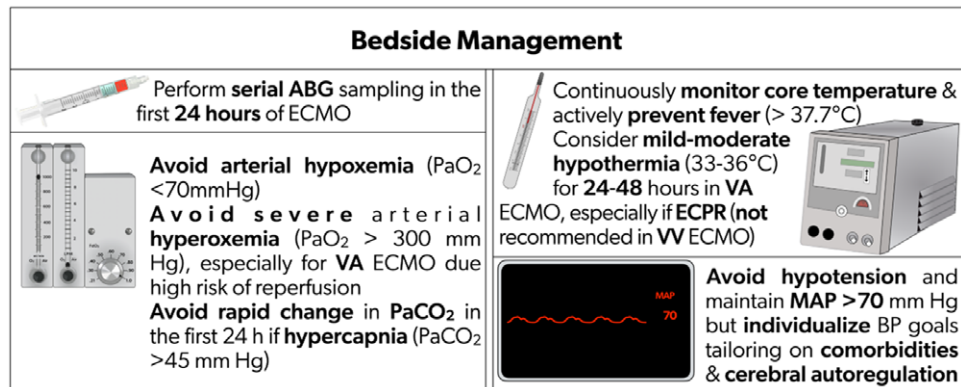 Bedside Management
Perform serial ABG sampling in the
first 24 hours of ECMO
Avoid arterial hypoxemia (PaO₂
<70mmHg)
Avoid severe arterial
hyperoxemia (PaO₂ > 300 mm
Hg), especially for VA ECMO due
high risk of reperfusion
Avoid rapid change in PaCO₂ in
the first 24 h if hypercapnia (PaCO₂
>45 mm Hg)
Continuously monitor core temperature &
actively prevent fever (> 37.7°C)
Consider mild-moderate
hypothermia (33-36°C)
for 24-48 hours in VA
ECMO, especially if ECPR (not
recommended in VV ECMO)
MAP
70
Avoid hypotension and
maintain MAP >70 mm Hg
but individualize BP goals
tailoring on comorbidities
& cerebral autoregulation